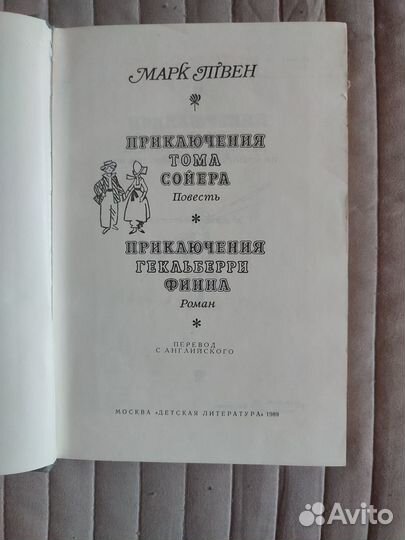 МАРК ТВЕН
ПРИКЛЮЧЕНИЯ
ТОМА
СОЙЕРА
Повесть
*
ПРИКЛЮЧЕНИЯ
ГЕКЛЬБЕРРИ
ФИННА
Роман
*
ПЕРЕВОД
С АНГЛИЙСКОГО
МОСКВА «ДЕТСКАЯ ЛИТЕРАТУРА» 1989
Avito